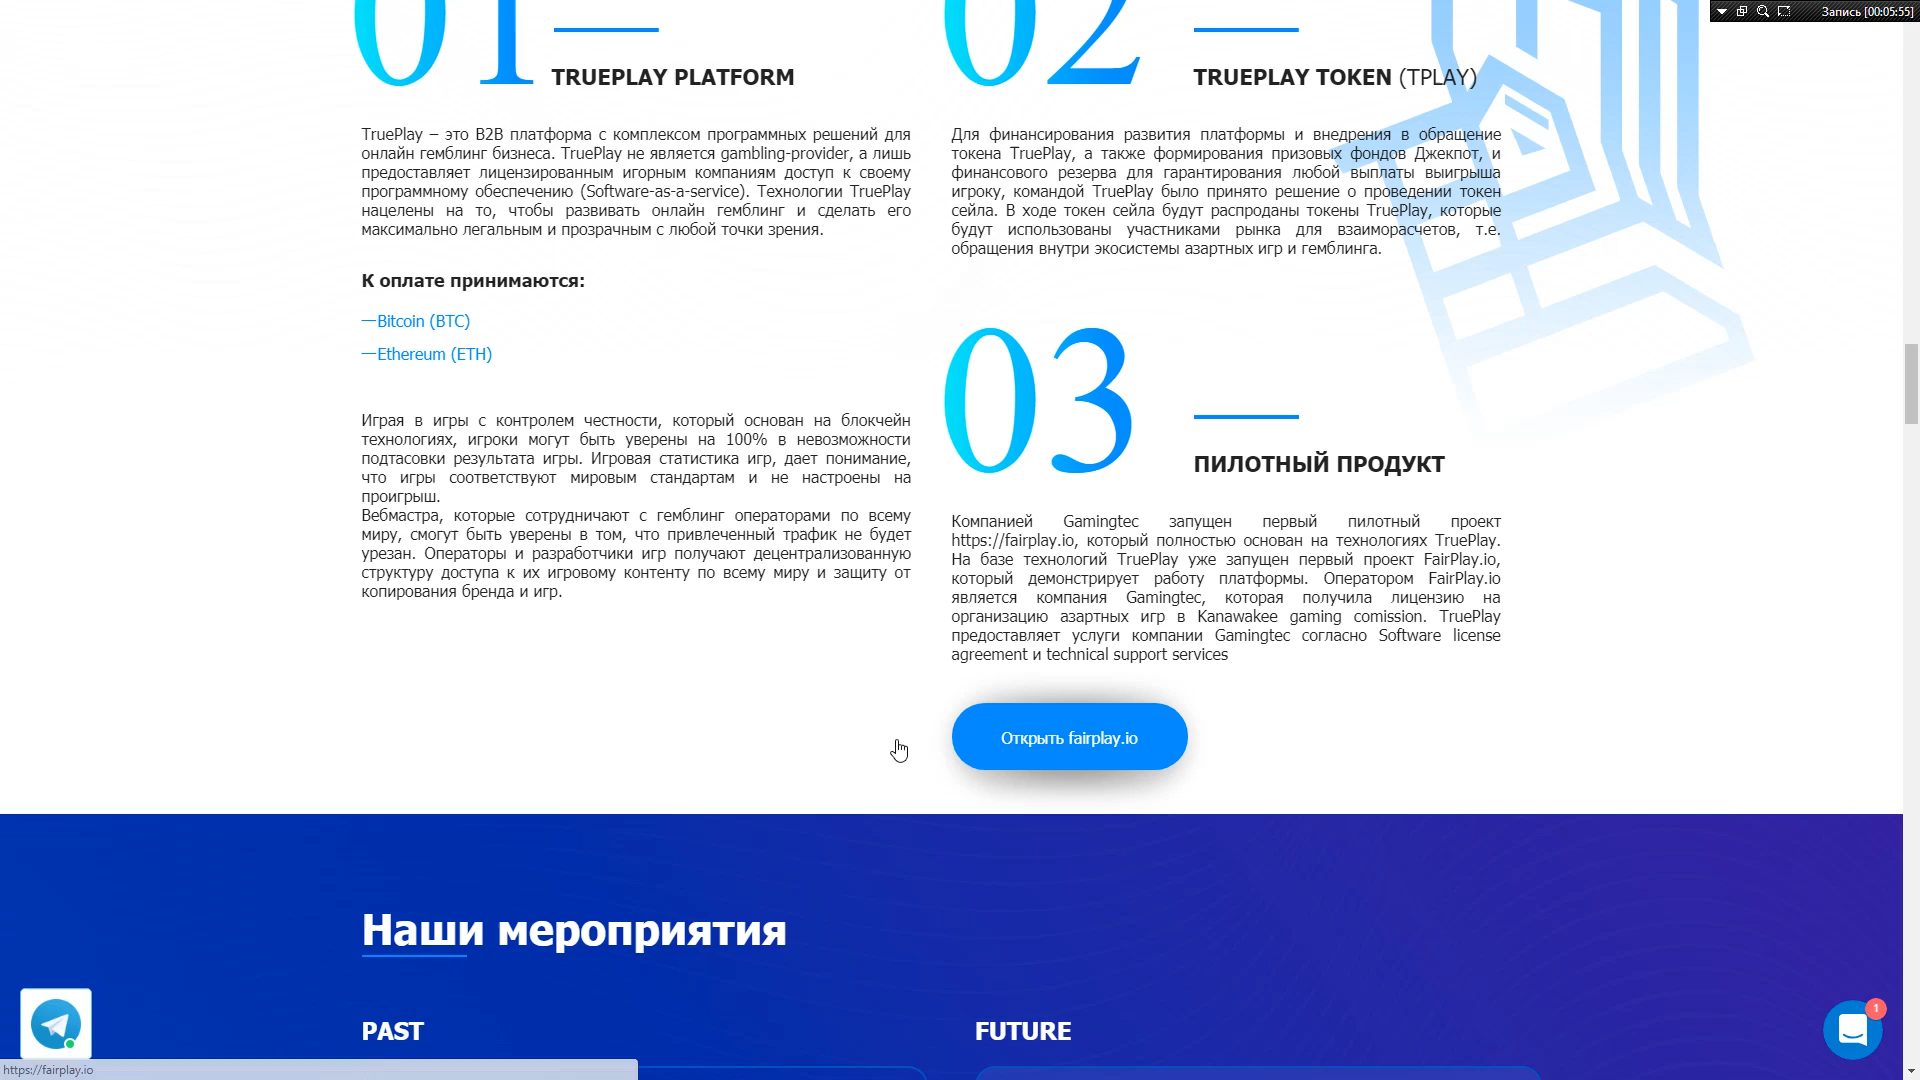 Запись [00:05:55]
01
TRUEPLAY PLATFORM
TruePlay – это B2B платформа с комплексом программных решений для
онлайн гемблинг бизнеса. TruePlay не является gambling-provider, а лишь
предоставляет лицензированным игорным компаниям доступ к своему
программному обеспечению (Software-as-a-service). Технологии TruePlay
нацелены на то, чтобы развивать онлайн гемблинг и сделать его
максимально легальным и прозрачным с любой точки зрения.
К оплате принимаются:
—Bitcoin (BTC)
—Ethereum (ETH)
Играя в игры с контролем честности, который основан на блокчейн
технологиях, игроки могут быть уверены на 100% в невозможности
подтасовки результата игры. Игровая статистика игр, дает понимание,
что игры соответствуют мировым стандартам и не настроены на
проигрыш.
Вебмастра, которые сотрудничают с гемблинг операторами по всему
миру, смогут быть уверены в том, что привлеченный трафик не будет
урезан. Операторы и разработчики игр получают децентрализованную
структуру доступа к их игровому контенту по всему миру и защиту от
копирования бренда и игр.
02
TRUEPLAY TOKEN (TPLAY)
Для финансирования развития платформы и внедрения в обращение
токена TruePlay, а также формирования призовых фондов Джекпот, и
финансового резерва для гарантирования любой выплаты выигрыша
игроку, командой TruePlay было принято решение о проведении токен
сейла. В ходе токен сейла будут распроданы токены TruePlay, которые
будут использованы участниками рынка для взаиморасчетов, т.е.
обращения внутри экосистемы азартных игр и гемблинга.
03
ПИЛОТНЫЙ ПРОДУКТ
Компанией Gamingtec запущен первый пилотный проект
https://fairplay.io, который полностью основан на технологиях TruePlay.
На базе технологий TruePlay уже запущен первый проект FairPlay.io,
который демонстрирует работу платформы. Оператором FairPlay.io
является компания Gamingtec, которая получила лицензию на
организацию азартных игр в Kanawakee gaming comission. TruePlay
предоставляет услуги компании Gamingtec согласно Software license
agreement и technical support services
Открыть fairplay.io
Наши мероприятия
PAST
FUTURE
1
https://fairplay.io